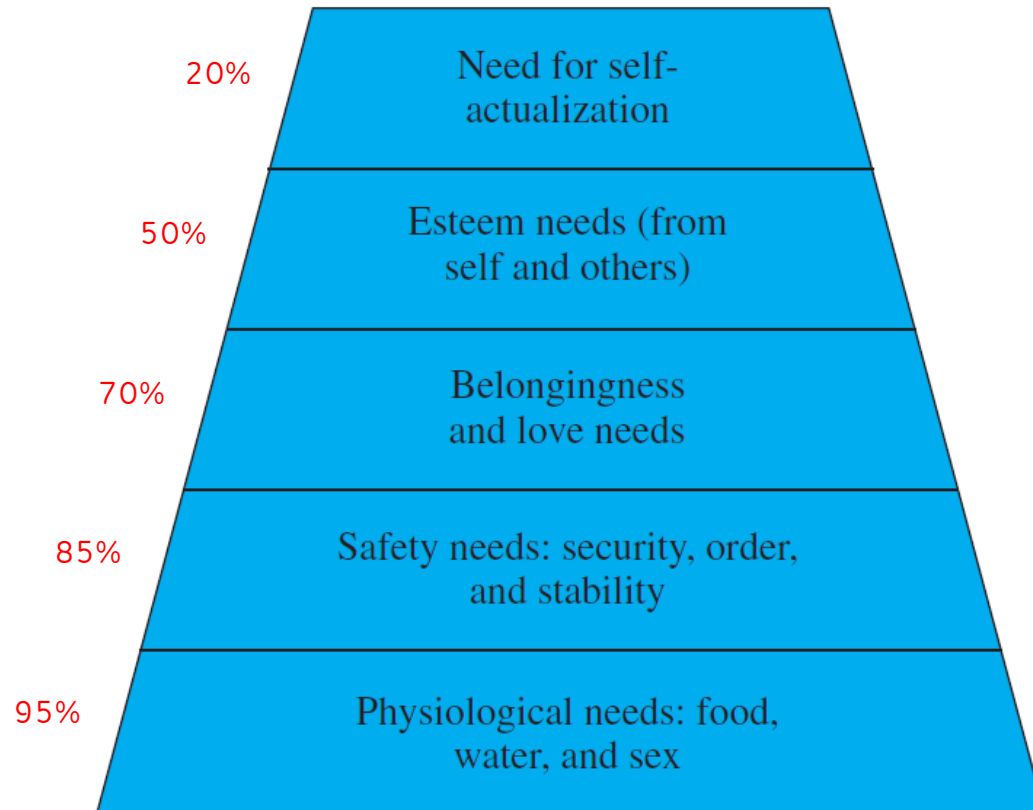 20%
Need for self-
actualization
50%
Esteem needs (from
self and others)
70%
Belongingness
and love needs
85%
Safety needs: security, order,
and stability
95%
Physiological needs: food,
water, and sex